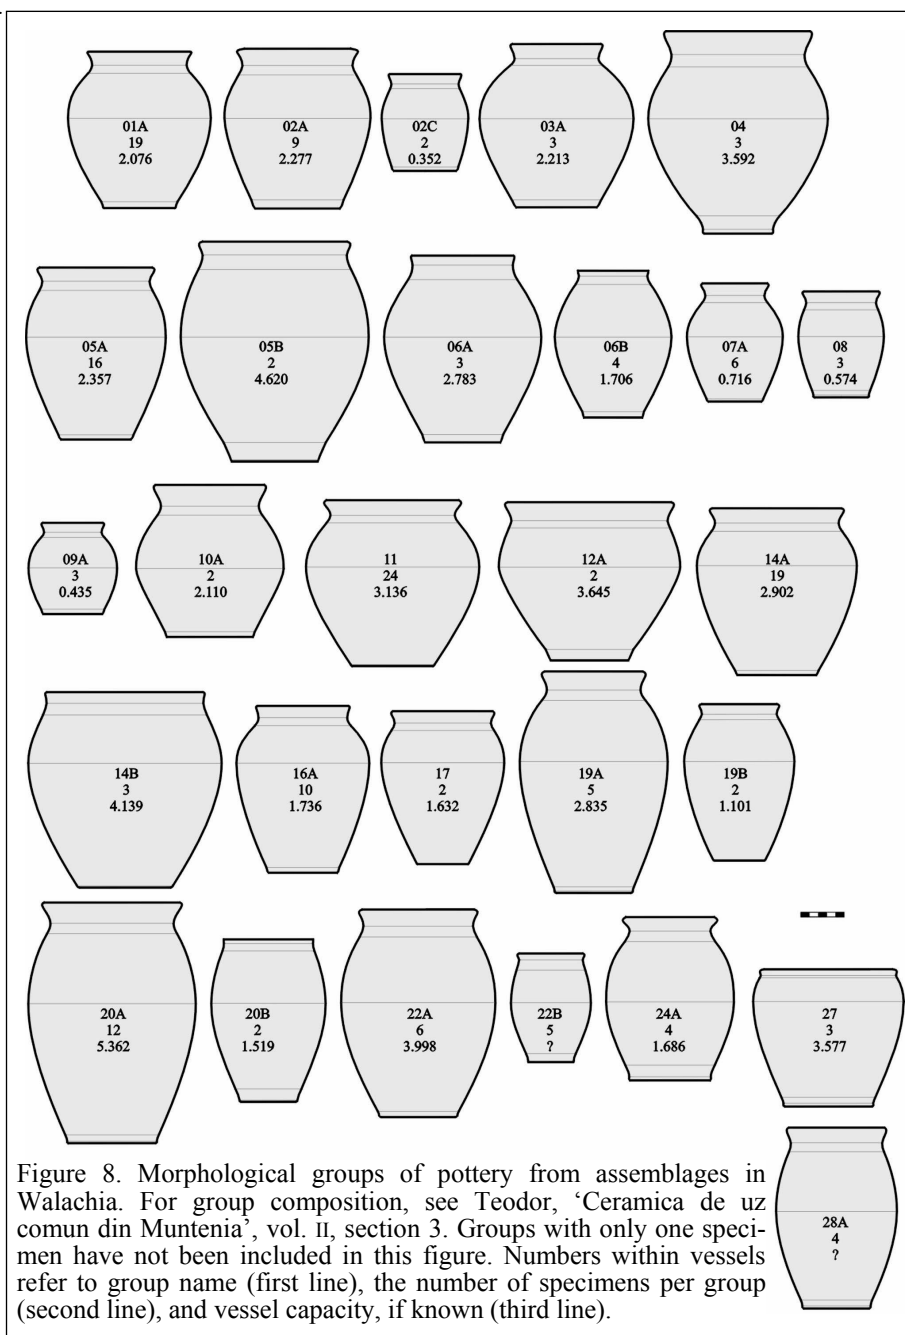 01A
19
2.076
02A
9
2.277
02C
2
0.352
03A
3
2.213
04
3
3.592
05A
16
2.357
05B
2
4.620
06A
3
2.783
06B
4
1.706
07A
6
0.716
08
3
0.574
09A
3
0.435
10A
2
2.110
11
24
3.136
12A
2
3.645
14A
19
2.902
14B
3
4.139
16A
10
1.736
17
2
1.632
19A
5
2.835
19B
2
1.101
20A
12
5.362
20B
2
1.519
22A
6
3.998
22B
5
?
24A
4
1.686
27
3
3.577
28A
4
?
Figure 8. Morphological groups of pottery from assemblages in
Walachia. For group composition, see Teodor, ‘Ceramica de uz
comun din Muntenia’, vol. II, section 3. Groups with only one speci-
men have not been included in this figure. Numbers within vessels
refer to group name (first line), the number of specimens per group
(second line), and vessel capacity, if known (third line).